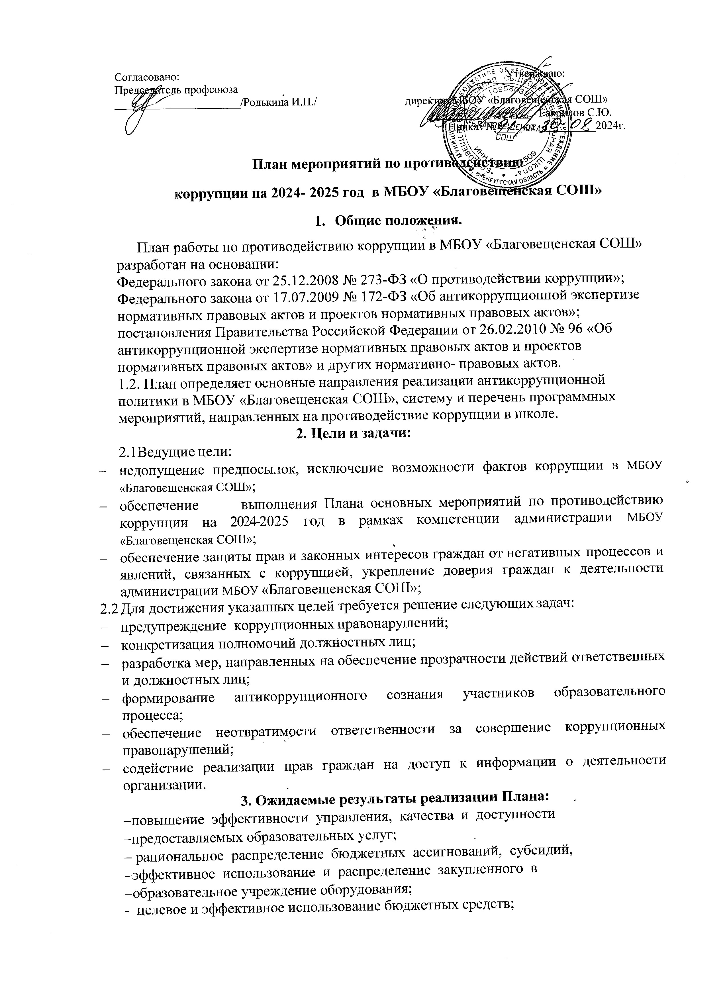 Согласовано:
Председатель профсоюза
/Родькина И.П./
Утверждаю:
директор МБОУ «Благовещенская СОШ»
Гаврилов С.Ю.
Приказ № от 30 08 2024г.
План мероприятий по противодействию
коррупции на 2024- 2025 год в МБОУ «Благовещенская СОШ»
1. Общие положения.
План работы по противодействию коррупции в МБОУ «Благовещенская СОШ»
разработан на основании:
Федерального закона от 25.12.2008 № 273-ФЗ «О противодействии коррупции»;
Федерального закона от 17.07.2009 № 172-ФЗ «Об антикоррупционной экспертизе
нормативных правовых актов и проектов нормативных правовых актов»;
постановления Правительства Российской Федерации от 26.02.2010 № 96 «Об
антикоррупционной экспертизе нормативных правовых актов и проектов
нормативных правовых актов» и других нормативно- правовых актов.
1.2. План определяет основные направления реализации антикоррупционной
политики в МБОУ «Благовещенская СОШ», систему и перечень программных
мероприятий, направленных на противодействие коррупции в школе.
2. Цели и задачи:
2.1Ведущие цели:
– недопущение предпосылок, исключение возможности фактов коррупции в МБОУ
«Благовещенская СОШ»;
– обеспечение выполнения Плана основных мероприятий по противодействию
коррупции на 2024-2025 год в рамках компетенции администрации МБОУ
«Благовещенская СОШ»;
– обеспечение защиты прав и законных интересов граждан от негативных процессов и
явлений, связанных с коррупцией, укрепление доверия граждан к деятельности
администрации МБОУ «Благовещенская СОШ»;
2.2 Для достижения указанных целей требуется решение следующих задач:
– предупреждение коррупционных правонарушений;
– конкретизация полномочий должностных лиц;
– разработка мер, направленных на обеспечение прозрачности действий ответственных
и должностных лиц;
– формирование антикоррупционного сознания участников образовательного
процесса;
– обеспечение неотвратимости ответственности за совершение коррупционных
правонарушений;
– содействие реализации прав граждан на доступ к информации о деятельности
организации.
3. Ожидаемые результаты реализации Плана:
–повышение эффективности управления, качества и доступности
–предоставляемых образовательных услуг;
– рациональное распределение бюджетных ассигнований, субсидий,
–эффективное использование и распределение закупленного в
–образовательное учреждение оборудования;
- целевое и эффективное использование бюджетных средств;